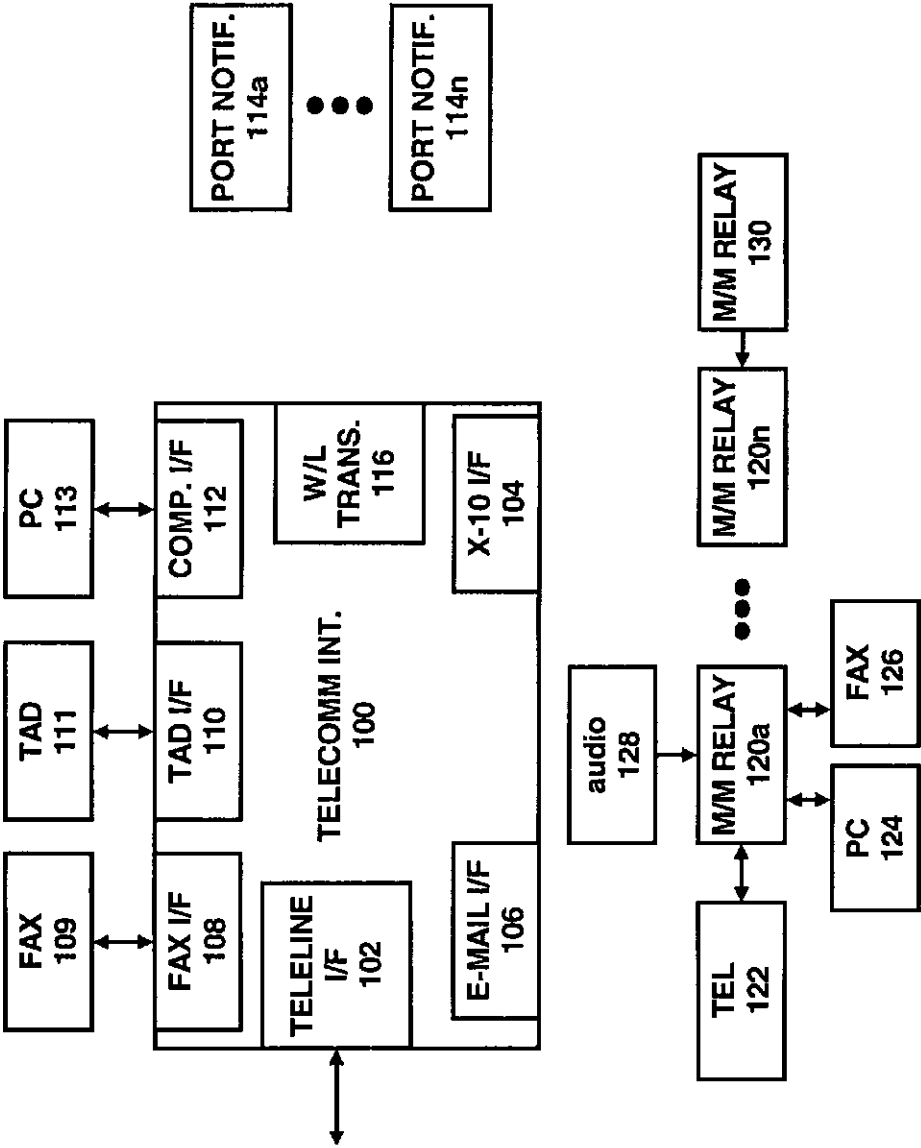 FAX
109
TAD
111
PC
113
FAX I/F
108
TAD I/F
110
COMP. I/F
112
TELELINE
I/F
102
TELECOMM INT.
100
W/L
TRANS.
116
E-MAIL I/F
106
X-10 I/F
104
PORT NOTIF.
114a
PORT NOTIF.
114n
audio
128
TEL
122
M/M RELAY
120a
M/M RELAY
120n
M/M RELAY
130
PC
124
FAX
126